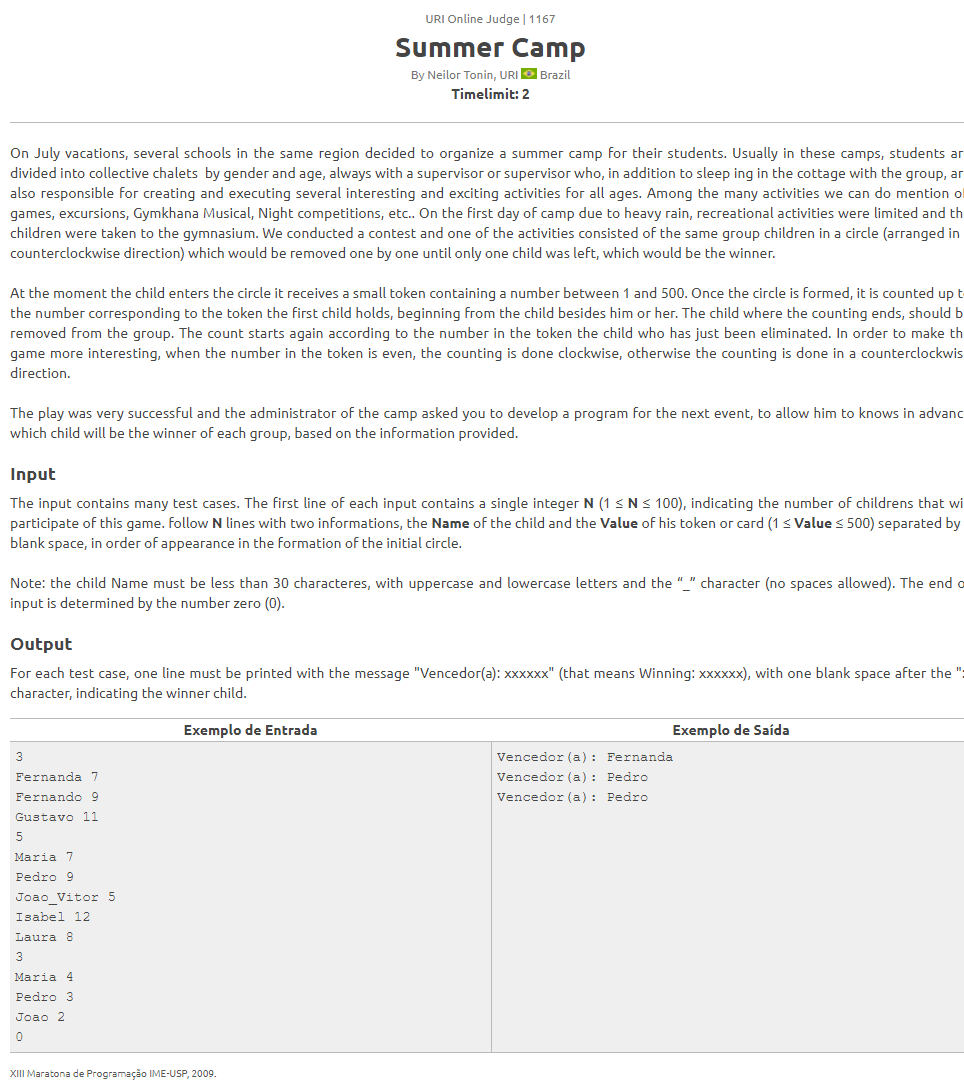 URI Online Judge | 1167
Summer Camp
By Neilor Tonin, URI Brazil
Timelimit: 2
On July vacations, several schools in the same region decided to organize a summer camp for their students. Usually in these camps, students ar
divided into collective chalets by gender and age, always with a supervisor or supervisor who, in addition to sleep ing in the cottage with the group, ar
also responsible for creating and executing several interesting and exciting activities for all ages. Among the many activities we can do mention o
games, excursions, Gymkhana Musical, Night competitions, etc.. On the first day of camp due to heavy rain, recreational activities were limited and th
children were taken to the gymnasium. We conducted a contest and one of the activities consisted of the same group children in a circle (arranged in
counterclockwise direction) which would be removed one by one until only one child was left, which would be the winner.
At the moment the child enters the circle it receives a small token containing a number between 1 and 500. Once the circle is formed, it is counted up t
the number corresponding to the token the first child holds, beginning from the child besides him or her. The child where the counting ends, should b
removed from the group. The count starts again according to the number in the token the child who has just been eliminated. In order to make th
game more interesting, when the number in the token is even, the counting is done clockwise, otherwise the counting is done in a counterclockwis
direction.
The play was very successful and the administrator of the camp asked you to develop a program for the next event, to allow him to knows in advanc
which child will be the winner of each group, based on the information provided.
Input
The input contains many test cases. The first line of each input contains a single integer N (1 ≤ N ≤ 100), indicating the number of childrens that wi
participate of this game. follow N lines with two informations, the Name of the child and the Value of his token or card (1 ≤ Value ≤ 500) separated by
blank space, in order of appearance in the formation of the initial circle.
Note: the child Name must be less than 30 characteres, with uppercase and lowercase letters and the “_” character (no spaces allowed). The end o
input is determined by the number zero (0).
Output
For each test case, one line must be printed with the message "Vencedor(a): xxxxxx" (that means Winning: xxxxxx), with one blank space after the ":
character, indicating the winner child.
Exemplo de Entrada Exemplo de Saída
3
Fernanda 7
Fernando 9
Gustavo 11
5
Maria 7
Pedro 9
Joao_Vitor 5
Isabel 12
Laura 8
3
Maria 4
Pedro 3
Joao 2
0
Vencedor(a): Fernanda
Vencedor(a): Pedro
Vencedor(a): Pedro
XIII Maratona de Programação IME-USP, 2009.